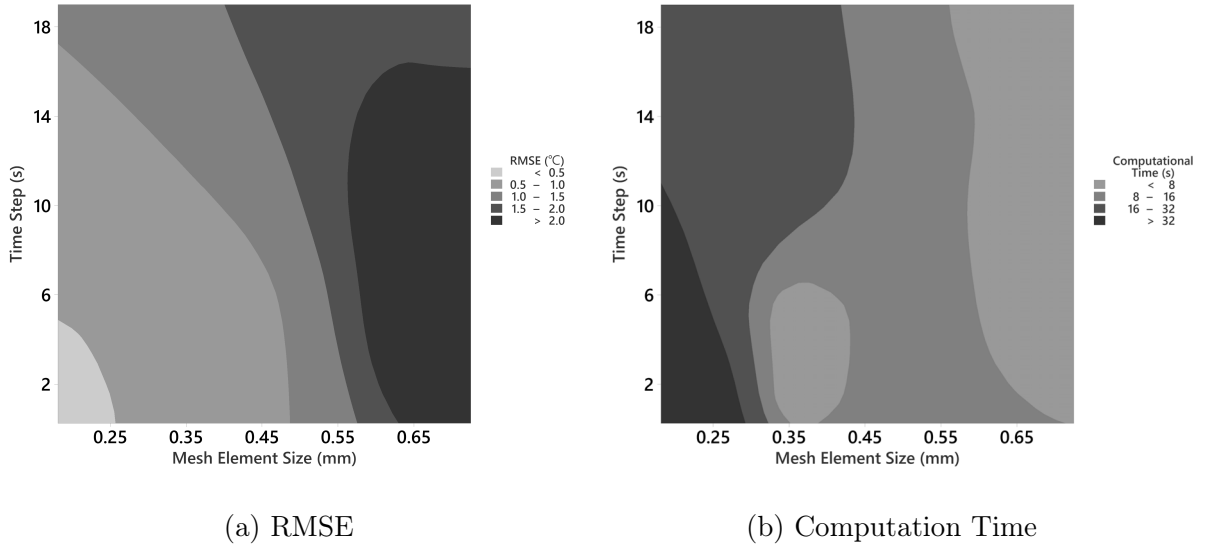 18
14
10
6
2
Time Step (s)
0.25 0.35 0.45 0.55 0.65
Mesh Element Size (mm)
RMSE (℃)
< 0.5
0.5 – 1.0
1.0 – 1.5
1.5 – 2.0
> 2.0
(a) RMSE
18
14
10
6
2
Time Step (s)
0.25 0.35 0.45 0.55 0.65
Mesh Element Size (mm)
Computational
Time (s)
< 8
8 – 16
16 – 32
> 32
(b) Computation Time